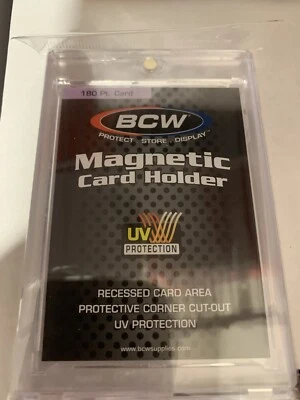 180 Pt. Card
BCW
PROTECT STORE DISPLAY™
Magnetic
Card Holder
UV
PROTECTION
RECESSED CARD AREA
PROTECTIVE CORNER CUT-OUT
UV PROTECTION
www.bcwsupplies.com